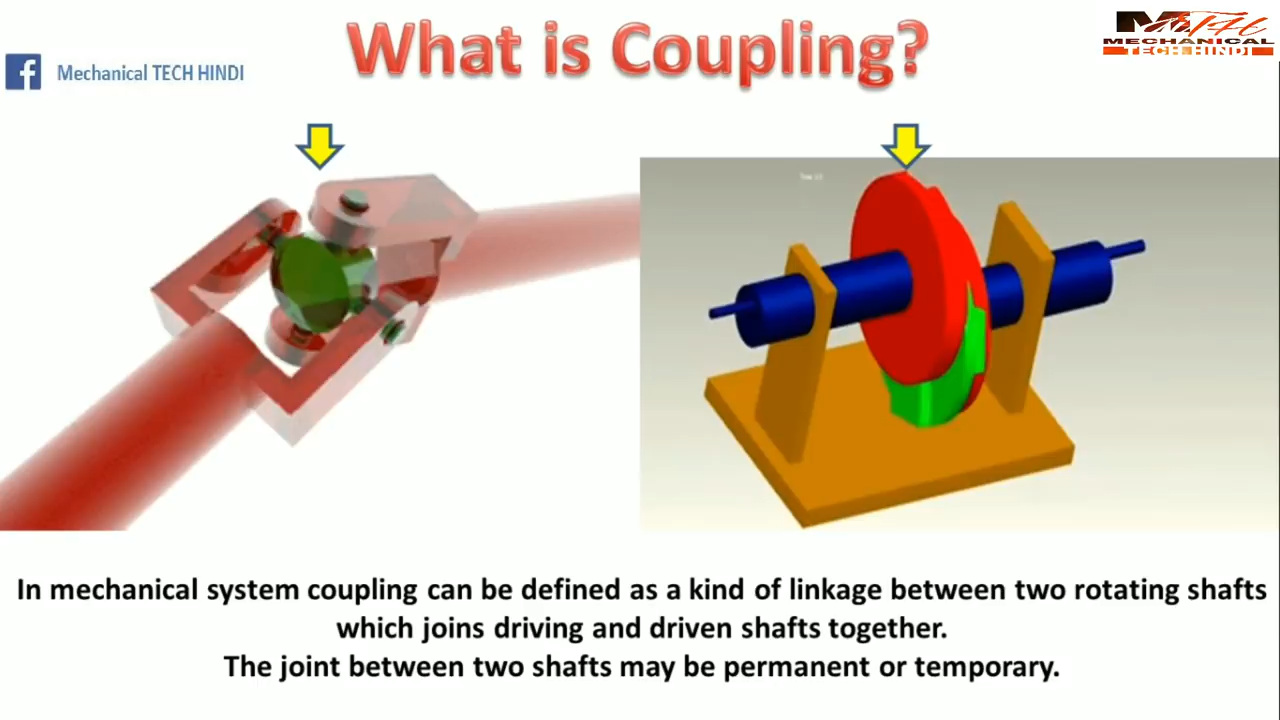 What is Coupling?
Mechanical TECH HINDI
MECHANICAL
TECH HINDI
In mechanical system coupling can be defined as a kind of linkage between two rotating shafts
which joins driving and driven shafts together.
The joint between two shafts may be permanent or temporary.